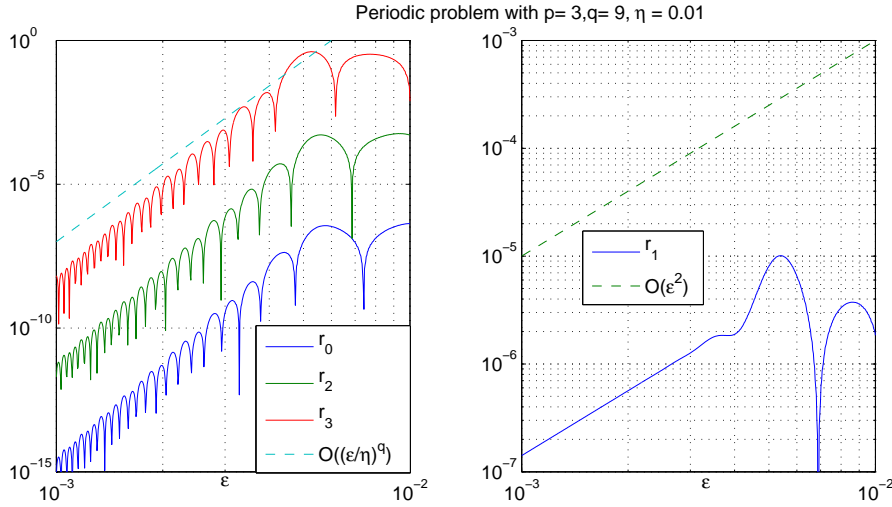 Periodic problem with p= 3,q= 9, η = 0.01
10^0
10^-5
10^-10
10^-15
10^-3
ε
10^-2
r_0
r_2
r_3
O((ε/η)^q)
10^-3
10^-4
10^-5
10^-6
10^-7
10^-3
ε
10^-2
r_1
O(ε^2)